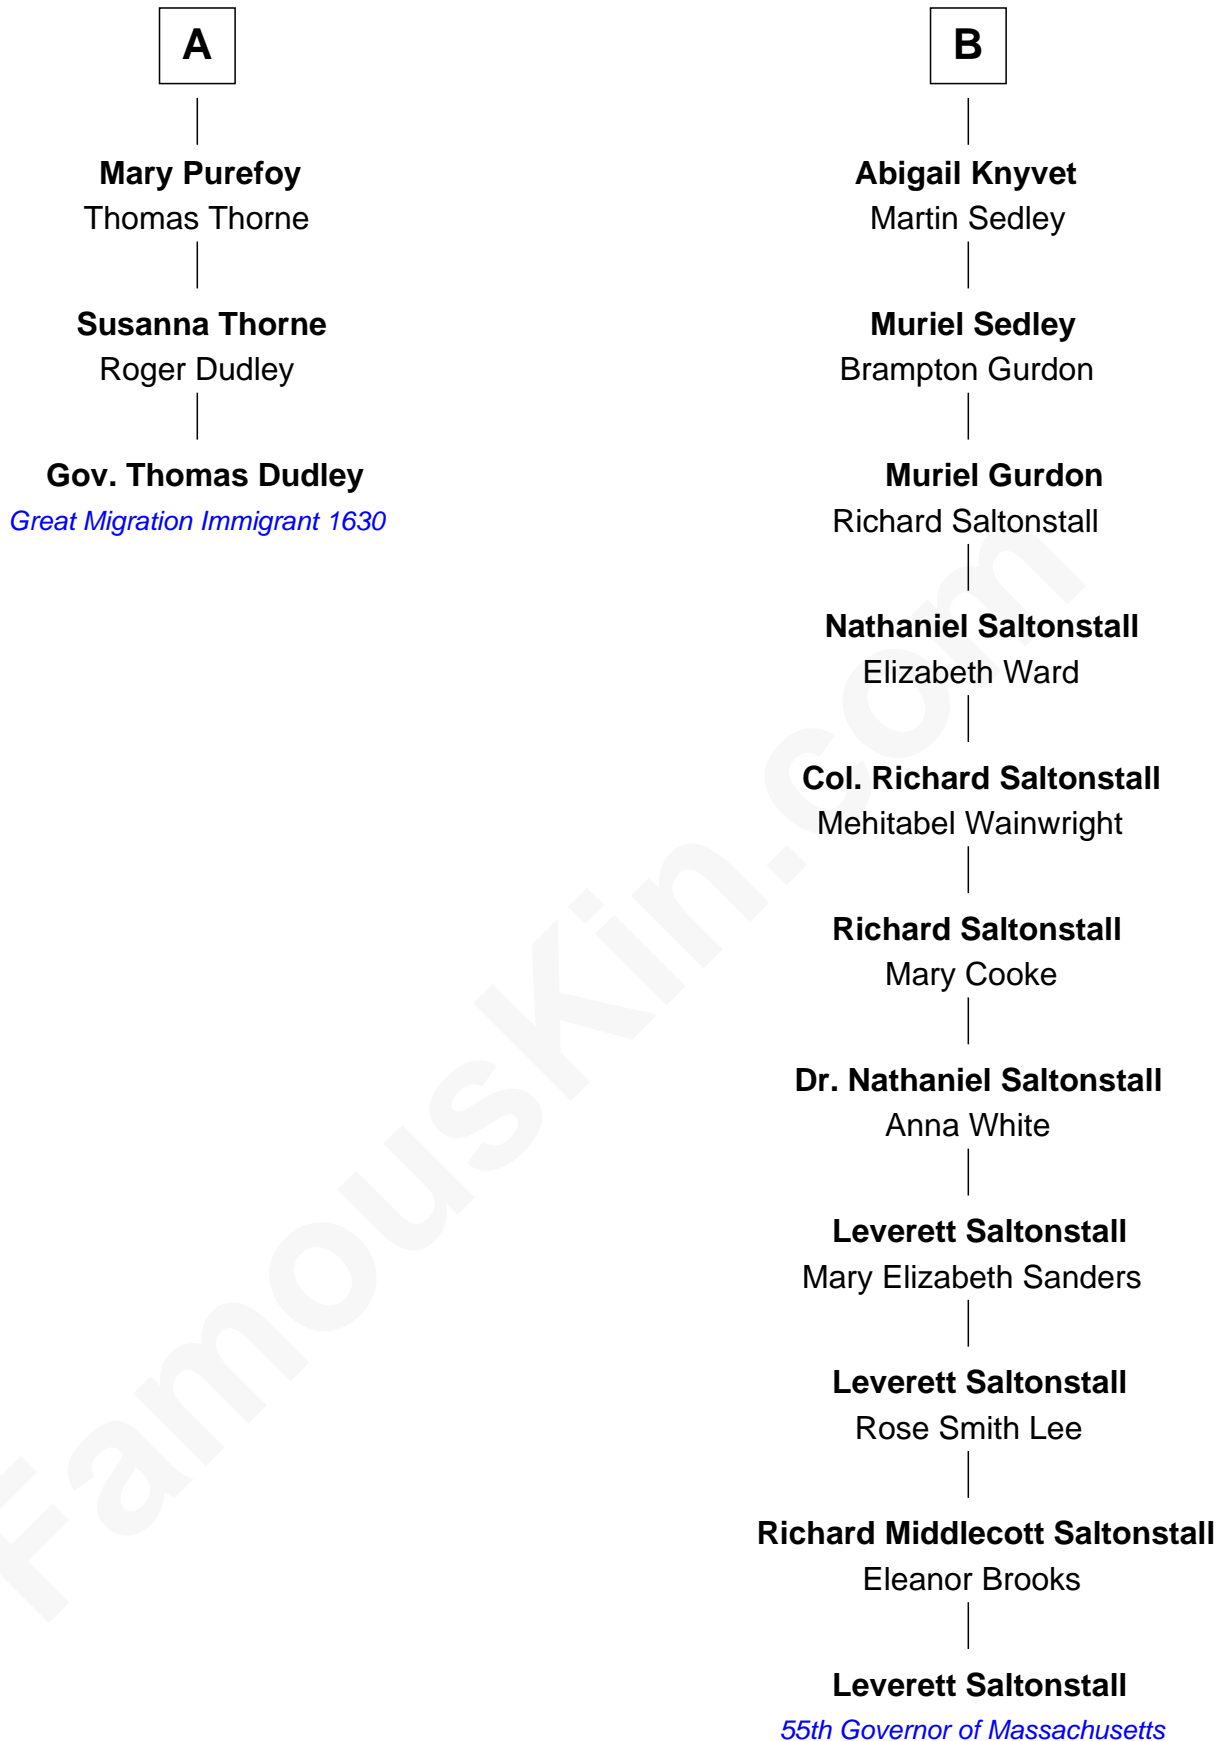 A
Mary Purefoy
Thomas Thorne
Susanna Thorne
Roger Dudley
Gov. Thomas Dudley
Great Migration Immigrant 1630
B
Abigail Knyvet
Martin Sedley
Muriel Sedley
Brampton Gurdon
Muriel Gurdon
Richard Saltonstall
Nathaniel Saltonstall
Elizabeth Ward
Col. Richard Saltonstall
Mehitabel Wainwright
Richard Saltonstall
Mary Cooke
Dr. Nathaniel Saltonstall
Anna White
Leverett Saltonstall
Mary Elizabeth Sanders
Leverett Saltonstall
Rose Smith Lee
Richard Middlecott Saltonstall
Eleanor Brooks
Leverett Saltonstall
55th Governor of Massachusetts
FamousKin.com